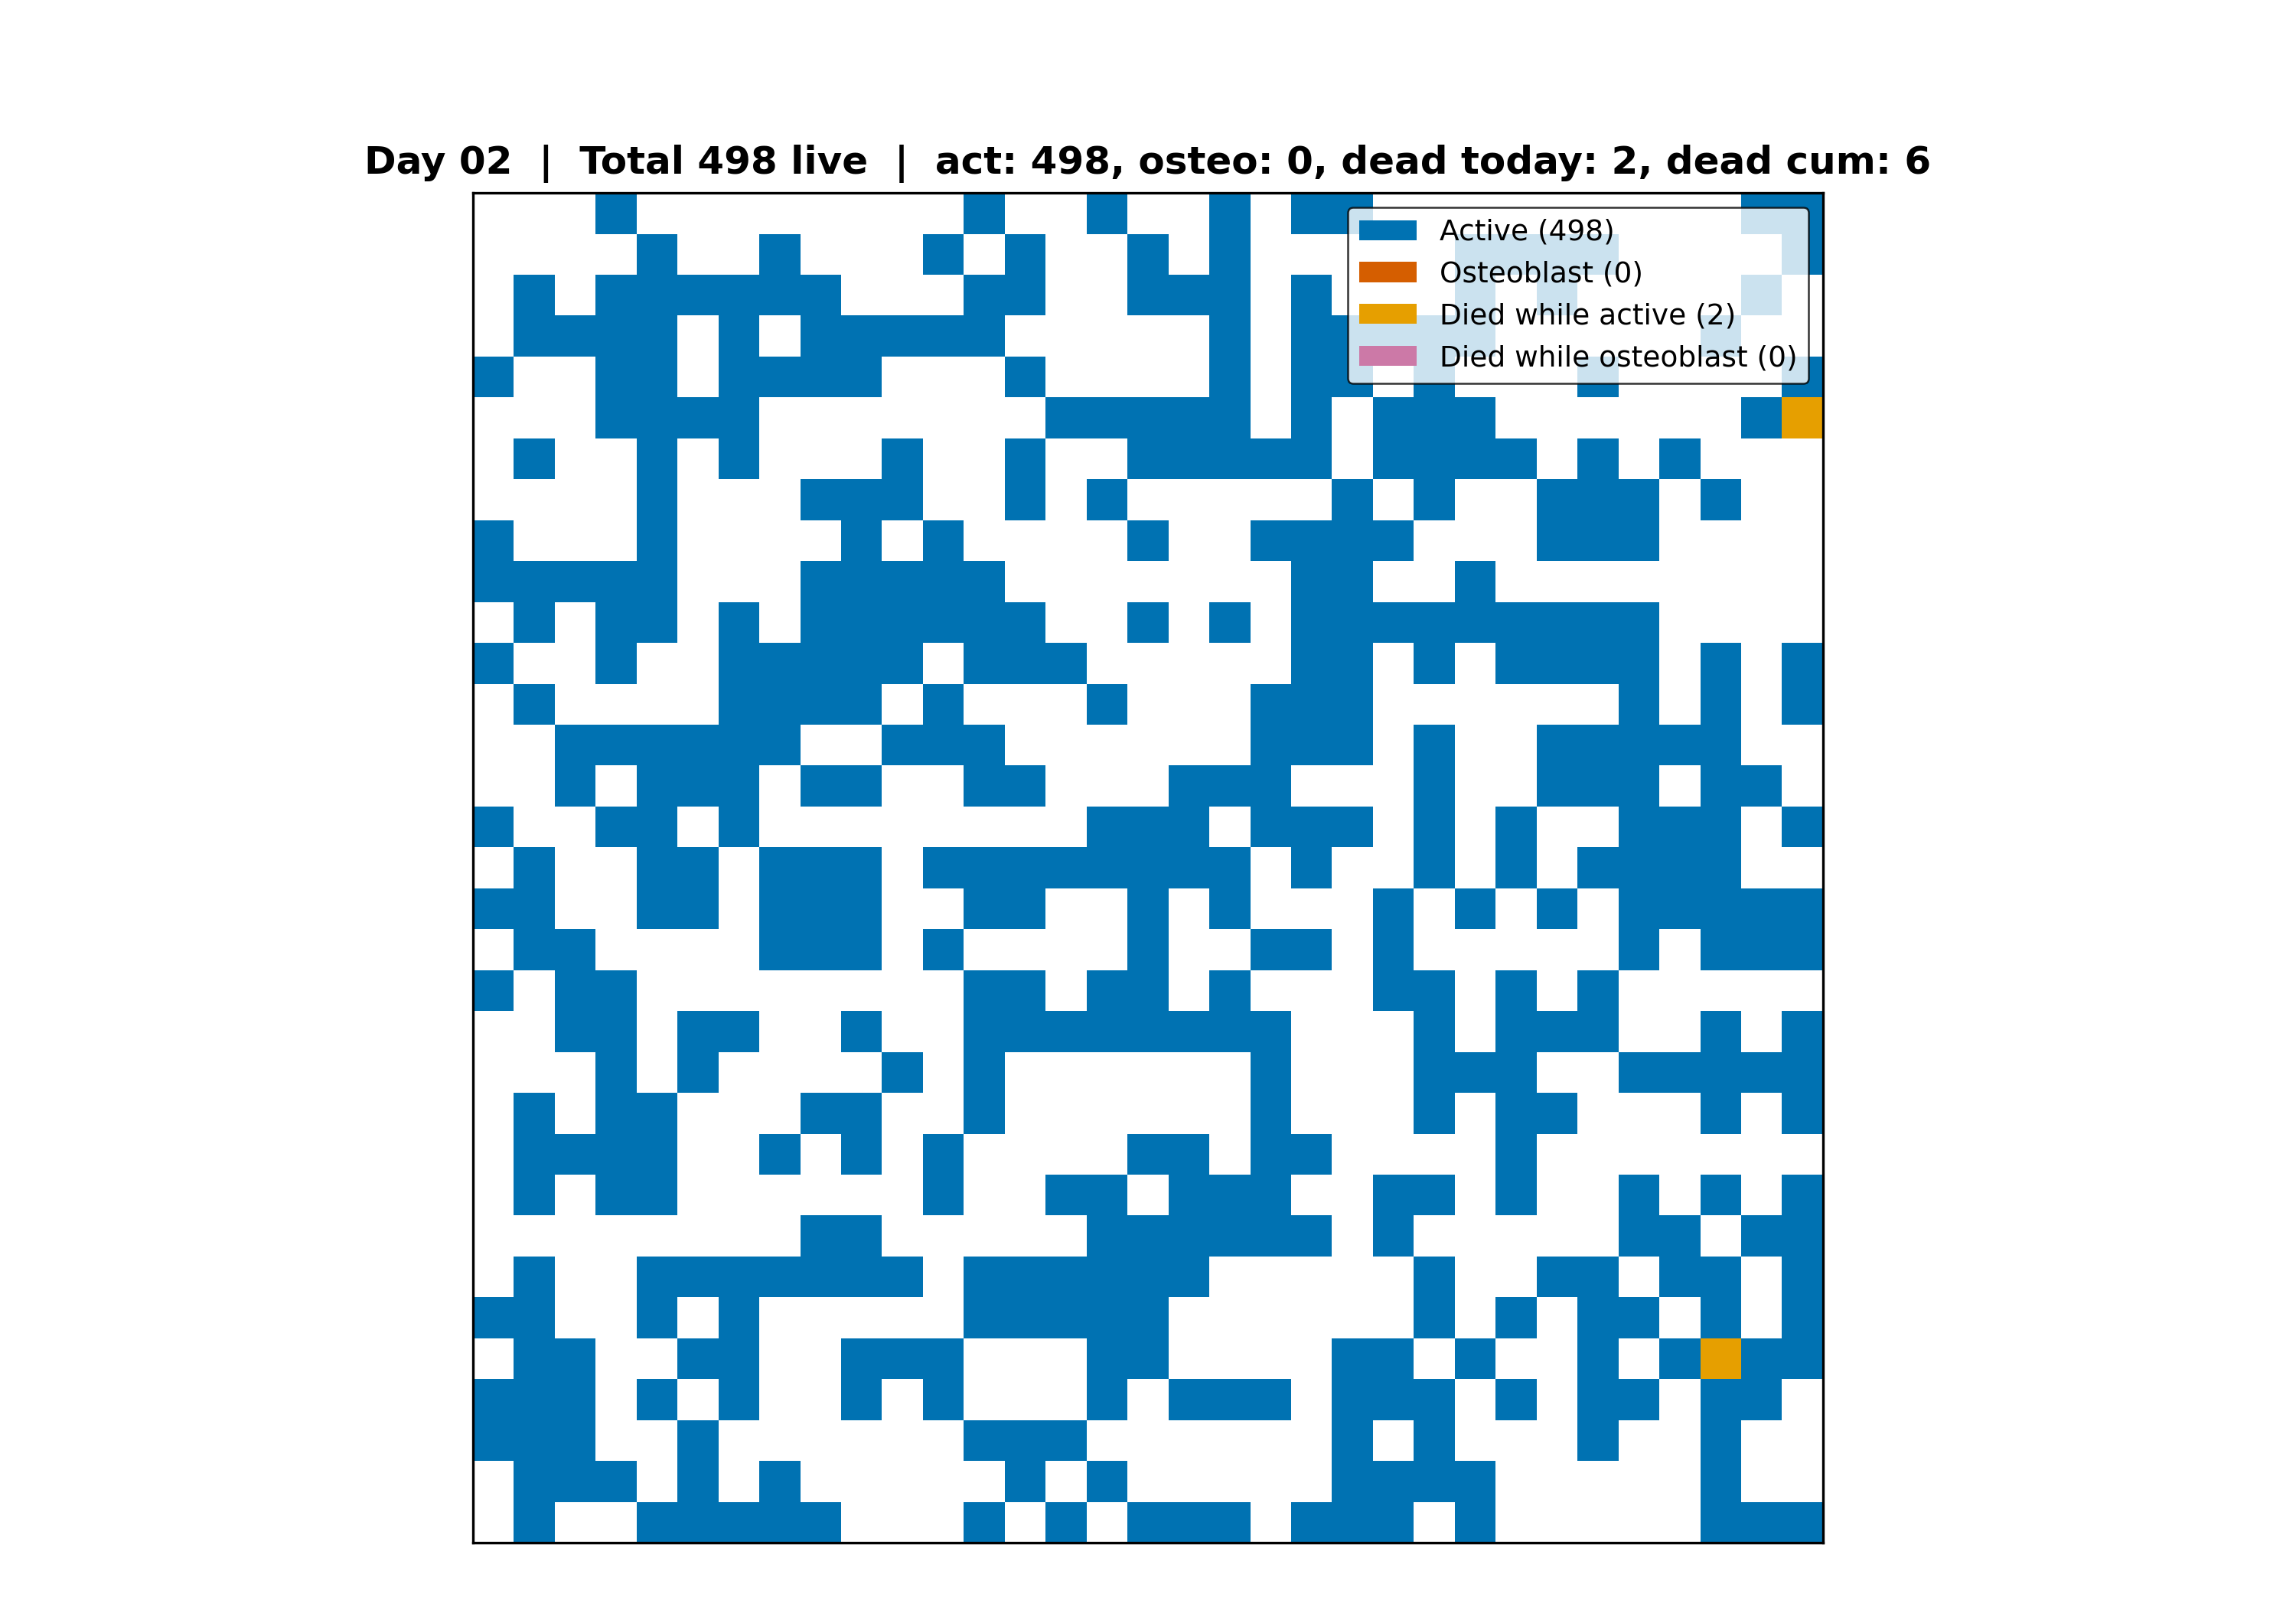 Day 02 | Total 498 live | act: 498, osteo: 0, dead today: 2, dead cum: 6
Active (498)
Osteoblast (0)
Died while active (2)
Died while osteoblast (0)